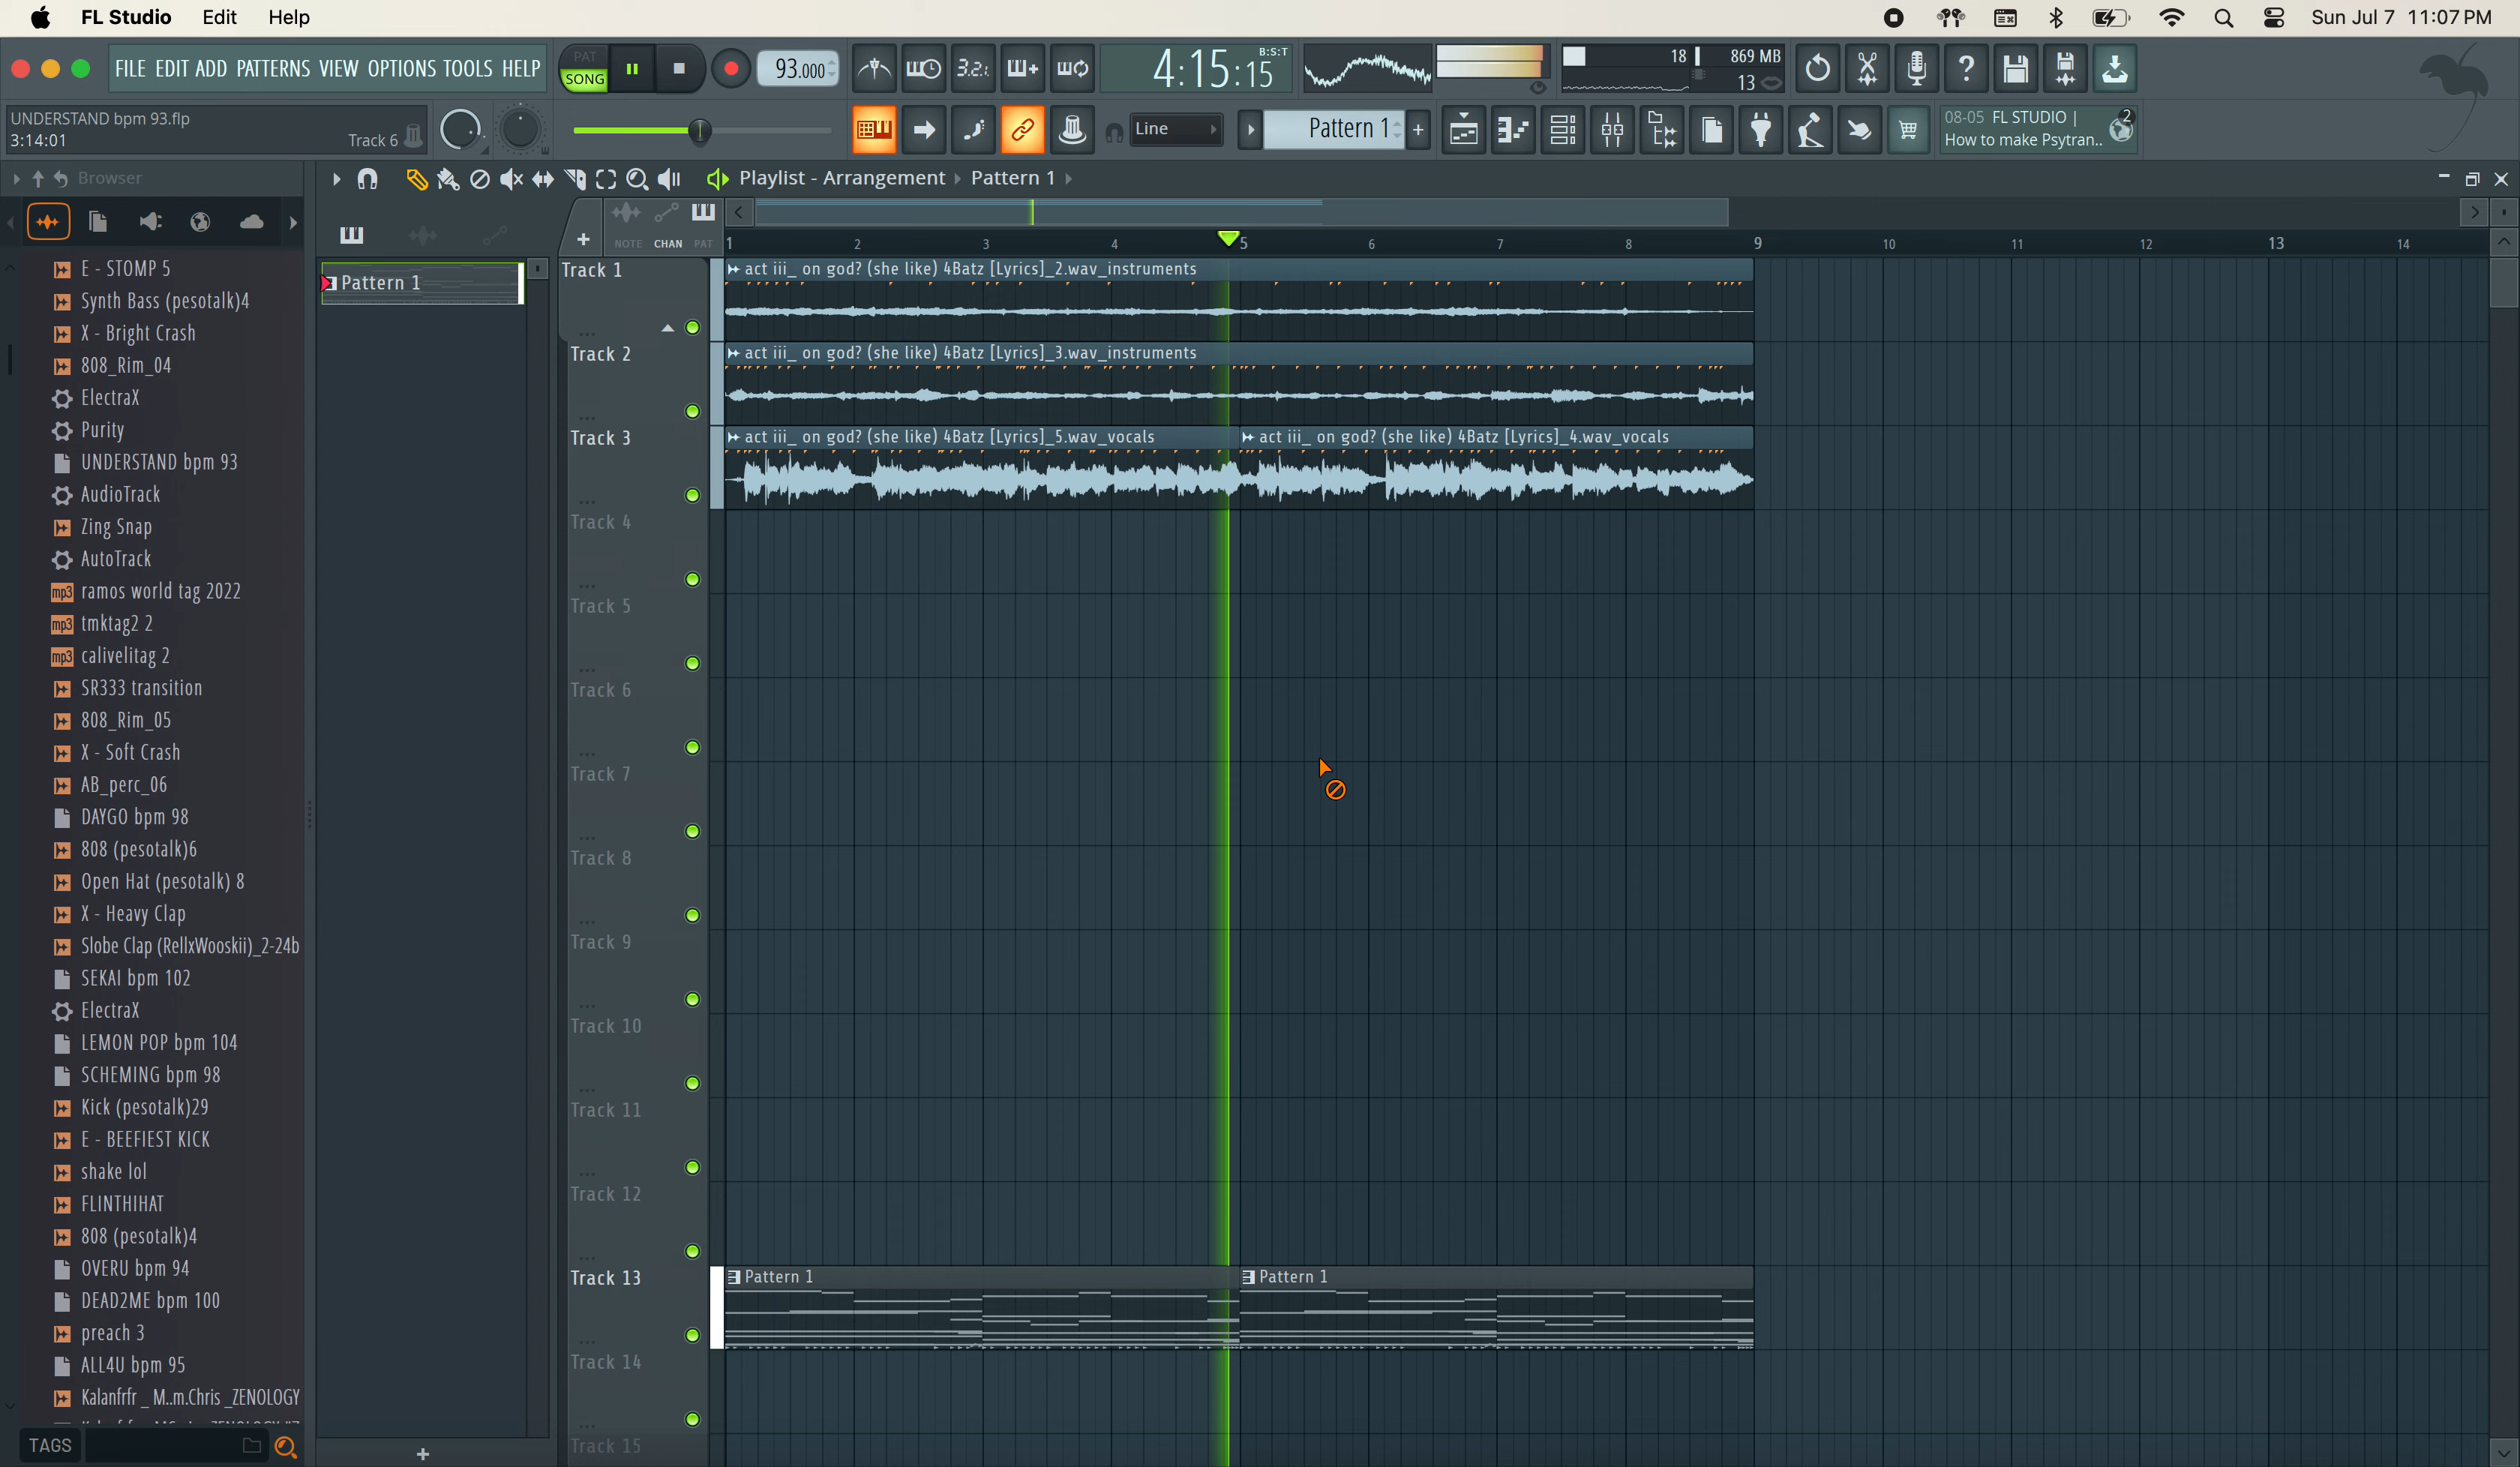 FL Studio Edit Help
Sun Jul 7 11:07 PM
FILE EDIT ADD PATTERNS VIEW OPTIONS TOOLS HELP
PAT
SONG
93.000
3.2.
4:15:15
B:S:T
18
869 MB
13
UNDERSTAND bpm 93.flp
3:14:01
Track 6
Line
Pattern 1
+
08-05 FL STUDIO |
How to make Psytran..
2
Browser
Playlist - Arrangement Pattern 1
NOTE CHAN PAT
1 2 3 4 5 6 7 8 9 10 11 12 13 14
E - STOMP 5
Synth Bass (pesotalk)4
X - Bright Crash
808_Rim_04
ElectraX
Purity
UNDERSTAND bpm 93
AudioTrack
Zing Snap
AutoTrack
mp3 ramos world tag 2022
mp3 tmktag2 2
mp3 calivelitag 2
SR333 transition
808_Rim_05
X - Soft Crash
AB_perc_06
DAYGO bpm 98
808 (pesotalk)6
Open Hat (pesotalk) 8
X - Heavy Clap
Slobe Clap (RellxWooskii)_2-24b
SEKAI bpm 102
ElectraX
LEMON POP bpm 104
SCHEMING bpm 98
Kick (pesotalk)29
E - BEEFIEST KICK
shake lol
FLINTHIHAT
808 (pesotalk)4
OVERU bpm 94
DEAD2ME bpm 100
preach 3
ALL4U bpm 95
Kalanfrfr _ M..m.Chris _ZENOLOGY
TAGS
Pattern 1
Track 1
act iii_ on god? (she like) 4Batz [Lyrics]_2.wav_instruments
Track 2
act iii_ on god? (she like) 4Batz [Lyrics]_3.wav_instruments
Track 3
act iii_ on god? (she like) 4Batz [Lyrics]_5.wav_vocals
act iii_ on god? (she like) 4Batz [Lyrics]_4.wav_vocals
Track 4
Track 5
Track 6
Track 7
Track 8
Track 9
Track 10
Track 11
Track 12
Track 13
Pattern 1
Pattern 1
Track 14
Track 15